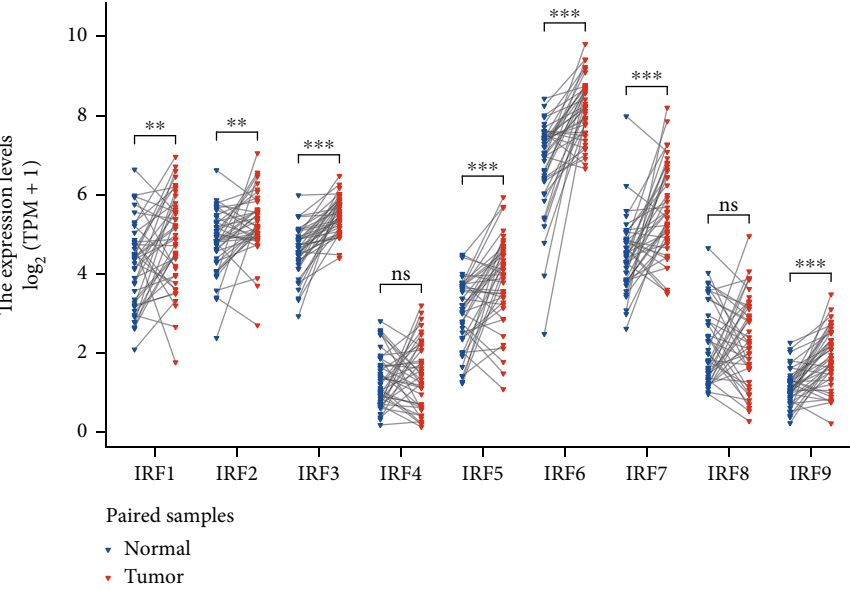 The expression levels
log2 (TPM + 1)
10
8
6
4
2
0
**
**
***
ns
***
***
***
ns
***
IRF1 IRF2 IRF3 IRF4 IRF5 IRF6 IRF7 IRF8 IRF9
Paired samples
Normal
Tumor